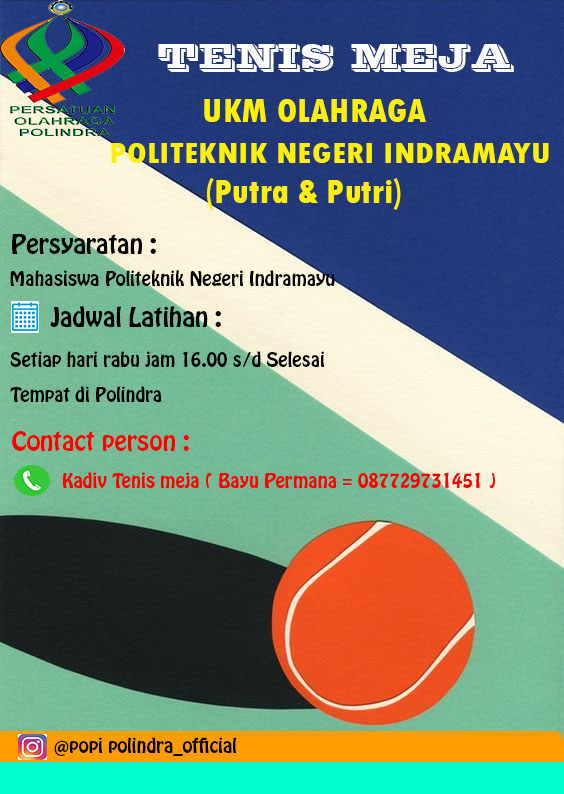 PERSATUAN
OLAHRAGA
POLINDRA
TENIS MEJA
UKM OLAHRAGA
POLITEKNIK NEGERI INDRAMAYU
(Putra & Putri)
Persyaratan :
Mahasiswa Politeknik Negeri Indramayu
Jadwal Latihan :
Setiap hari rabu jam 16.00 s/d Selesai
Tempat di Polindra
Contact person :
Kadiv Tenis meja ( Bayu Permana = 087729731451 )
@popi polindra_official